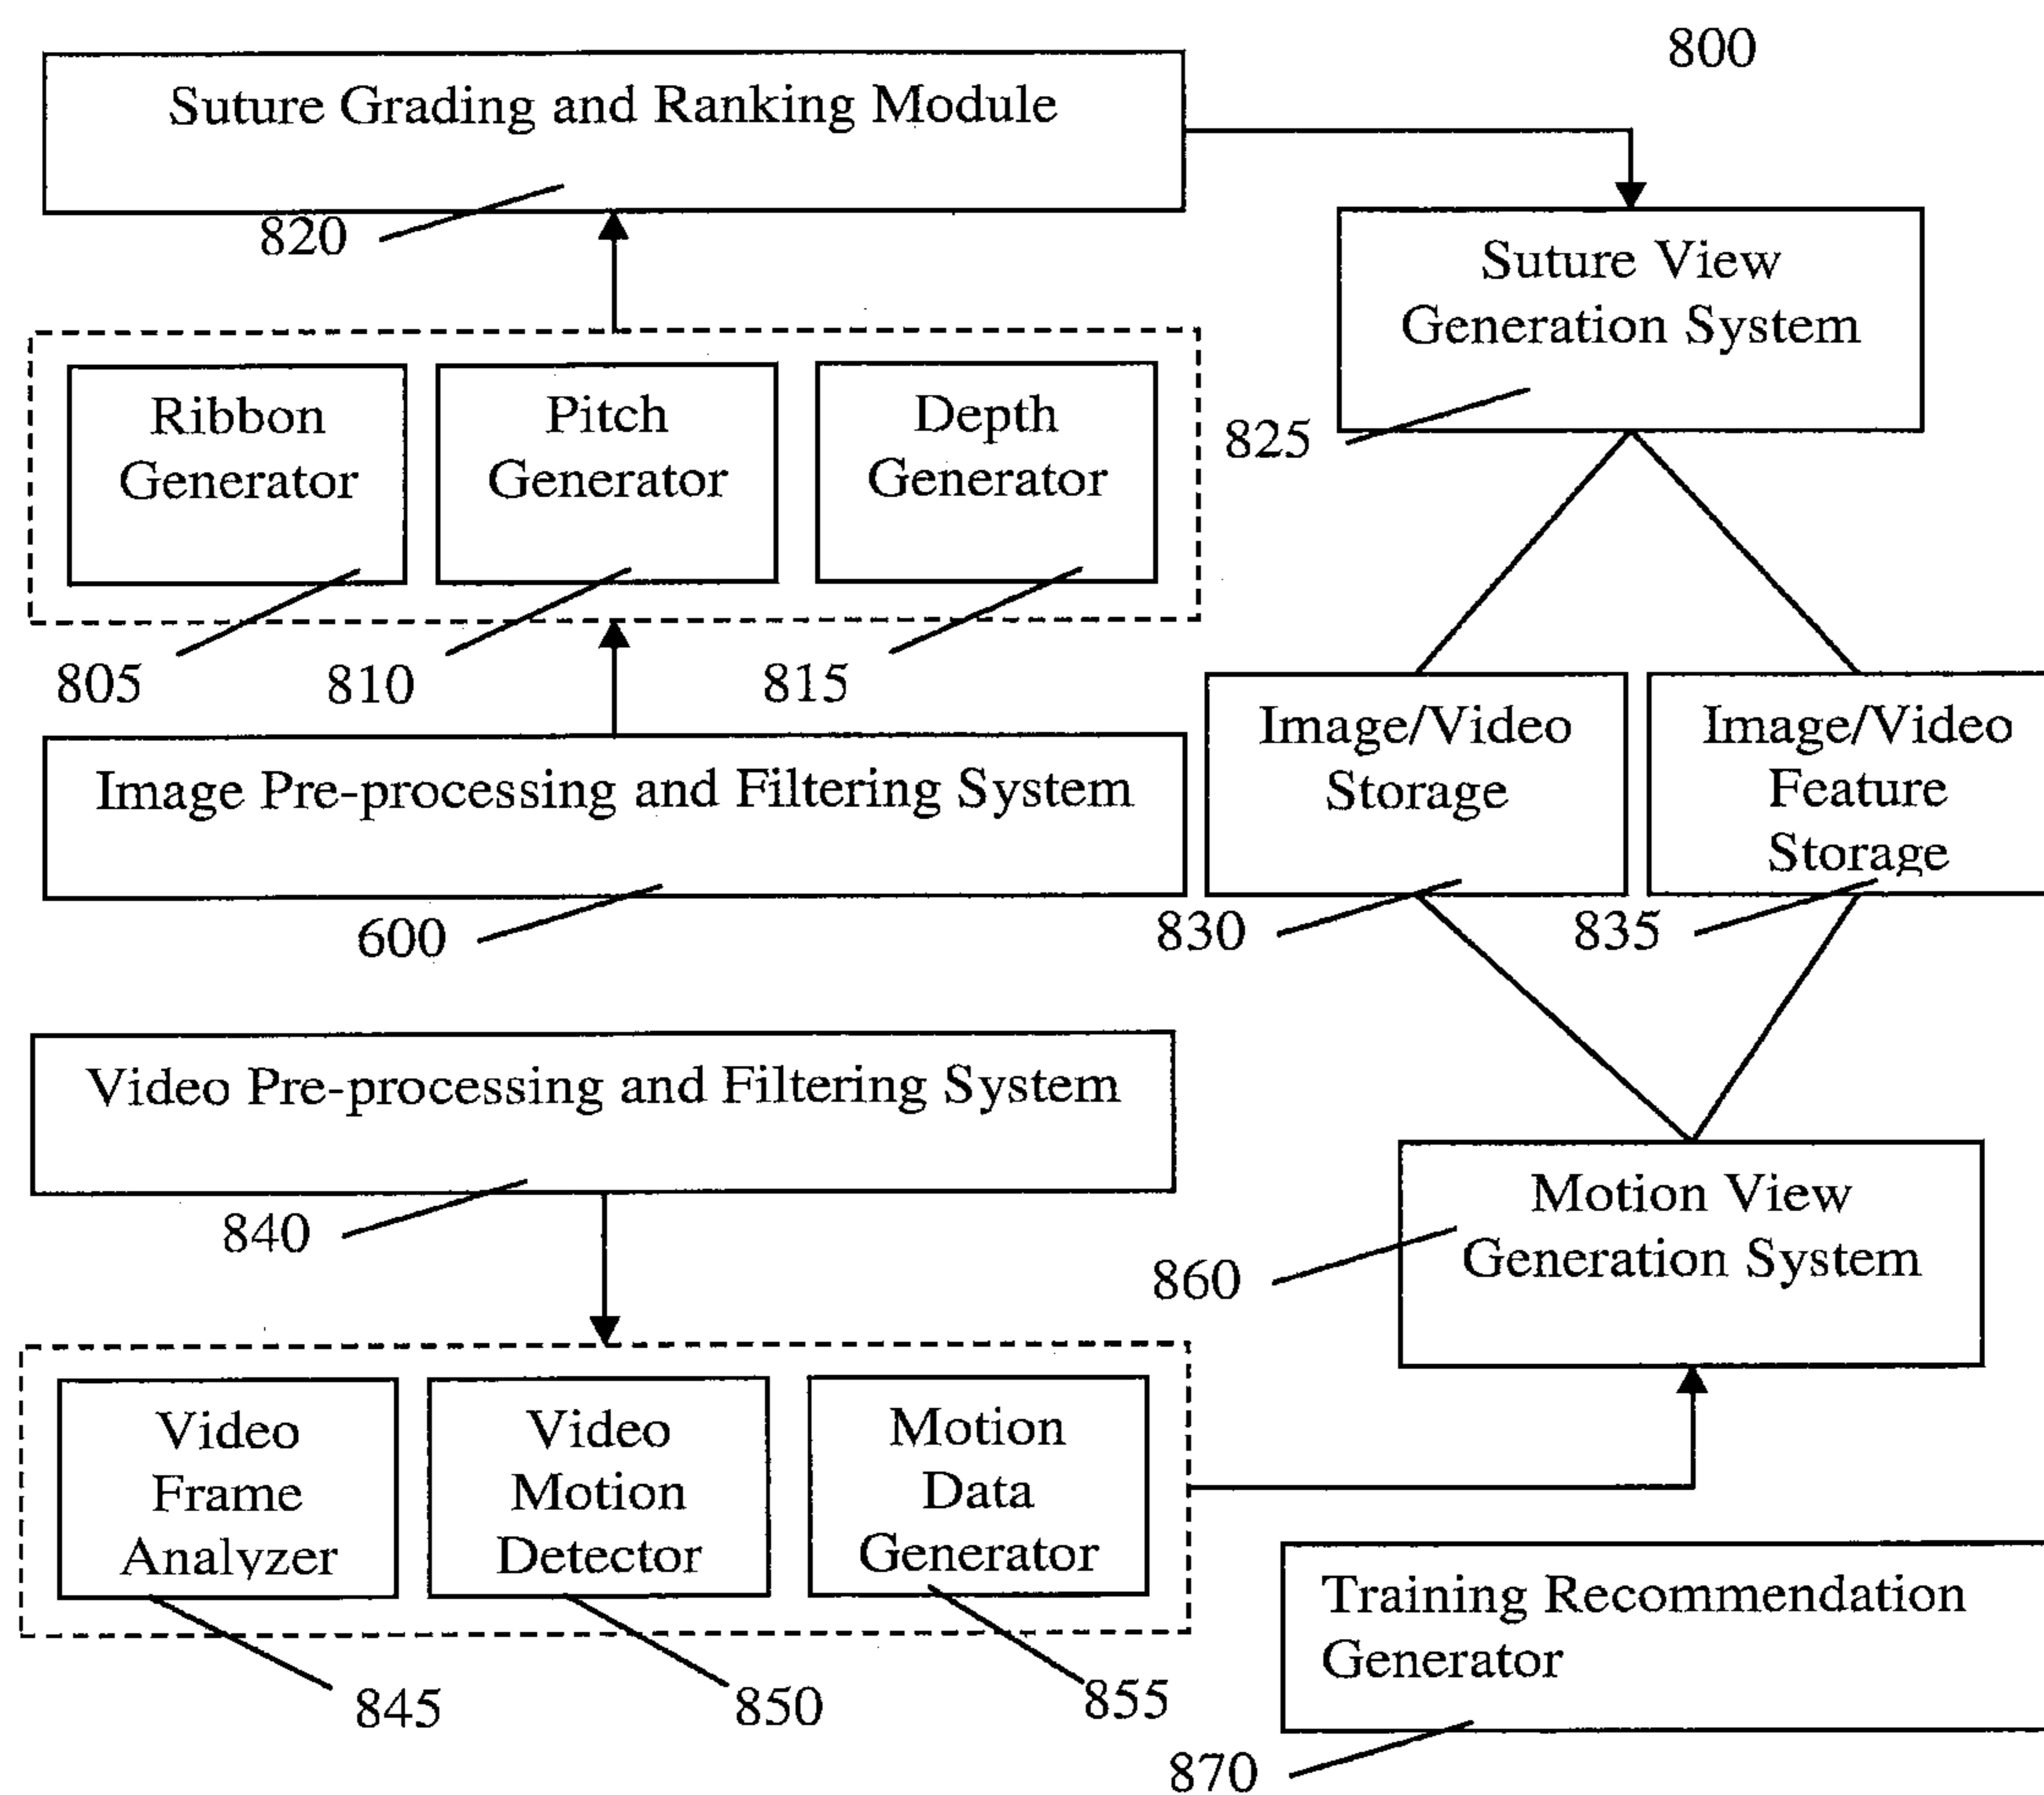 800
Suture Grading and Ranking Module
820
Suture View
Generation System
825
Ribbon
Generator
Pitch
Generator
Depth
Generator
805
810
815
Image Pre-processing and Filtering System
600
Image/Video
Storage
830
Image/Video
Feature
Storage
835
Video Pre-processing and Filtering System
840
Motion View
Generation System
860
Video
Frame
Analyzer
Video
Motion
Detector
Motion
Data
Generator
845
850
855
Training Recommendation
Generator
870